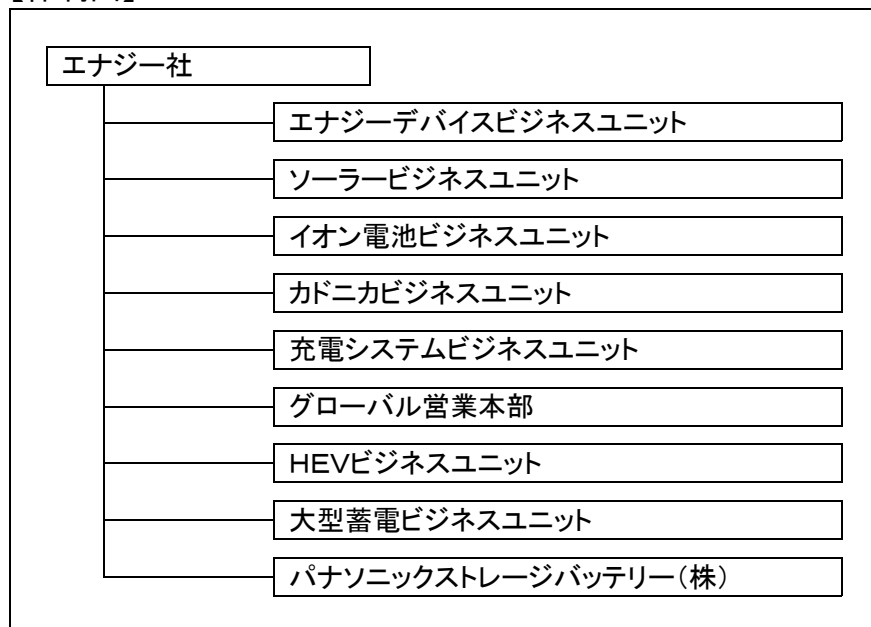 エナジー社
エナジーデバイスビジネスユニット
ソーラービジネスユニット
イオン電池ビジネスユニット
カドニカビジネスユニット
充電システムビジネスユニット
グローバル営業本部
HEVビジネスユニット
大型蓄電ビジネスユニット
パナソニックストレージバッテリー(株)